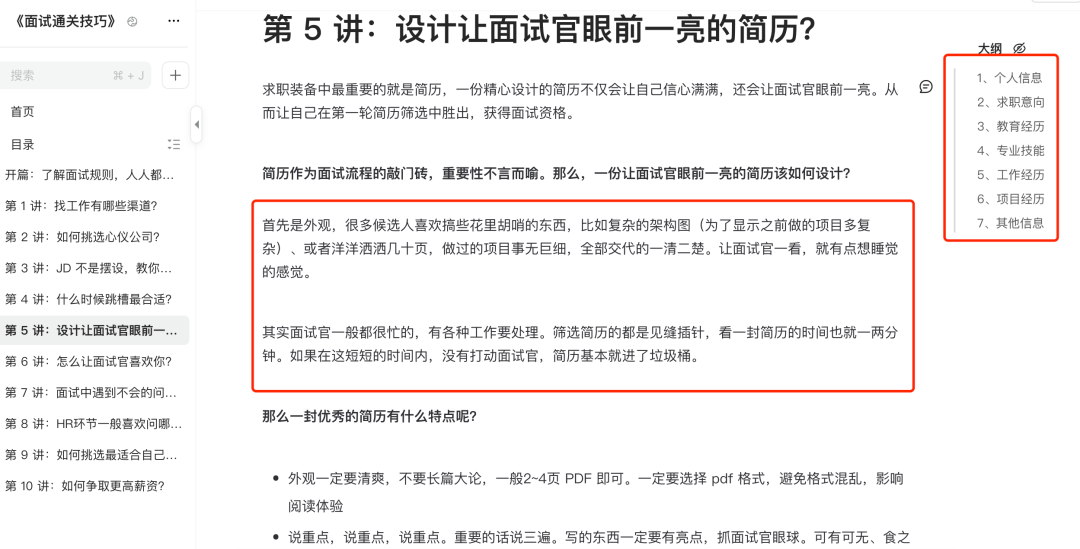 《面试通关技巧》
搜索 ⌘ + J
首页
目录
开篇：了解面试规则，人人都...
第 1 讲：找工作有哪些渠道?
第 2 讲：如何挑选心仪公司?
第 3 讲：JD 不是摆设，教你...
第 4 讲：什么时候跳槽最合适?
第 5 讲：设计让面试官眼前一...
第 6 讲：怎么让面试官喜欢你?
第 7 讲：面试中遇到不会的问...
第 8 讲：HR环节一般喜欢问哪...
第 9 讲：如何挑选最适合自己...
第 10 讲：如何争取更高薪资?
第 5 讲：设计让面试官眼前一亮的简历?
求职装备中最重要的就是简历，一份精心设计的简历不仅会让自己信心满满，还会让面试官眼前一亮。从
而让自己在第一轮简历筛选中胜出，获得面试资格。
简历作为面试流程的敲门砖，重要性不言而喻。那么，一份让面试官眼前一亮的简历该如何设计?
首先是外观，很多候选人喜欢搞些花里胡哨的东西，比如复杂的架构图（为了显示之前做的项目多复
杂）、或者洋洋洒洒几十页，做过的项目事无巨细，全部交代的一清二楚。让面试官一看，就有点想睡觉
的感觉。
其实面试官一般都很忙的，有各种工作要处理。筛选简历的都是见缝插针，看一封简历的时间也就一两分
钟。如果在这短短的时间内，没有打动面试官，简历基本就进了垃圾桶。
那么一封优秀的简历有什么特点呢?
• 外观一定要清爽，不要长篇大论，一般2~4页 PDF 即可。一定要选择 pdf 格式，避免格式混乱，影响
阅读体验
• 说重点，说重点，说重点。重要的话说三遍。写的东西一定要有亮点，抓面试官眼球。可有可无、食之
大纲
1、个人信息
2、求职意向
3、教育经历
4、专业技能
5、工作经历
6、项目经历
7、其他信息